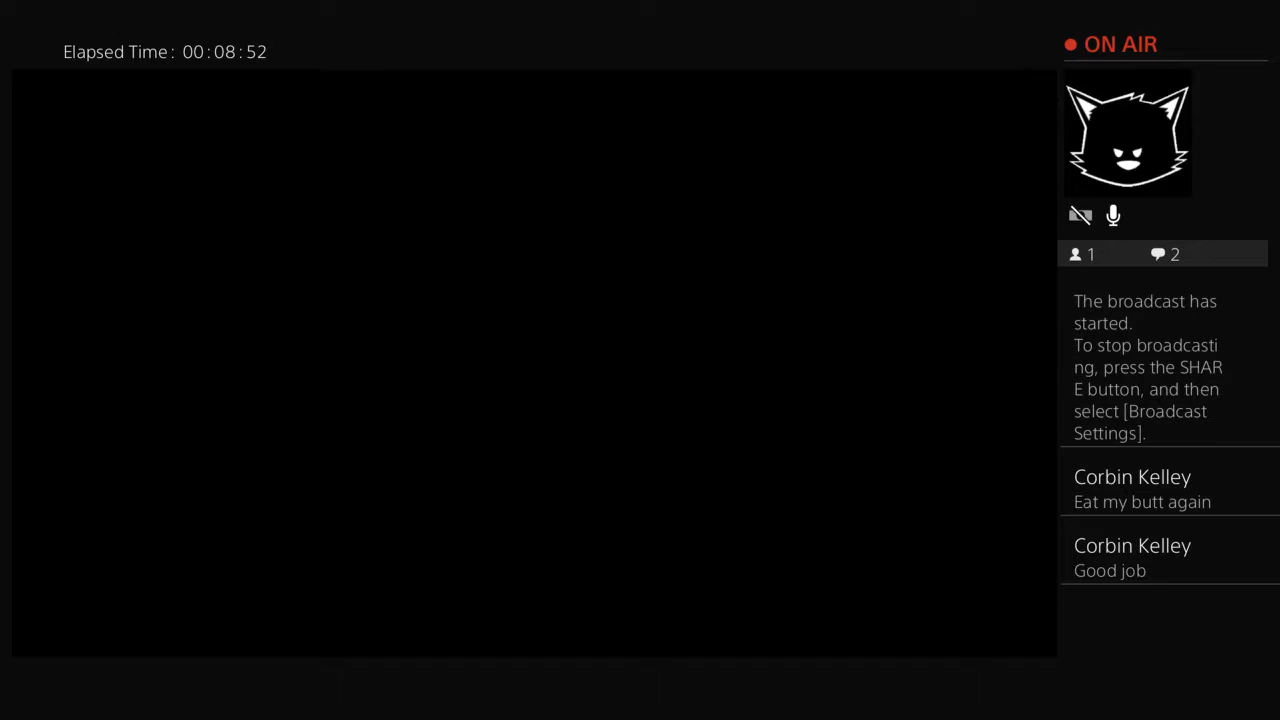 Elapsed Time: 00:08:52
ON AIR
1 2
The broadcast has
started.
To stop broadcasti
ng, press the SHAR
E button, and then
select [Broadcast
Settings].
Corbin Kelley
Eat my butt again
Corbin Kelley
Good job